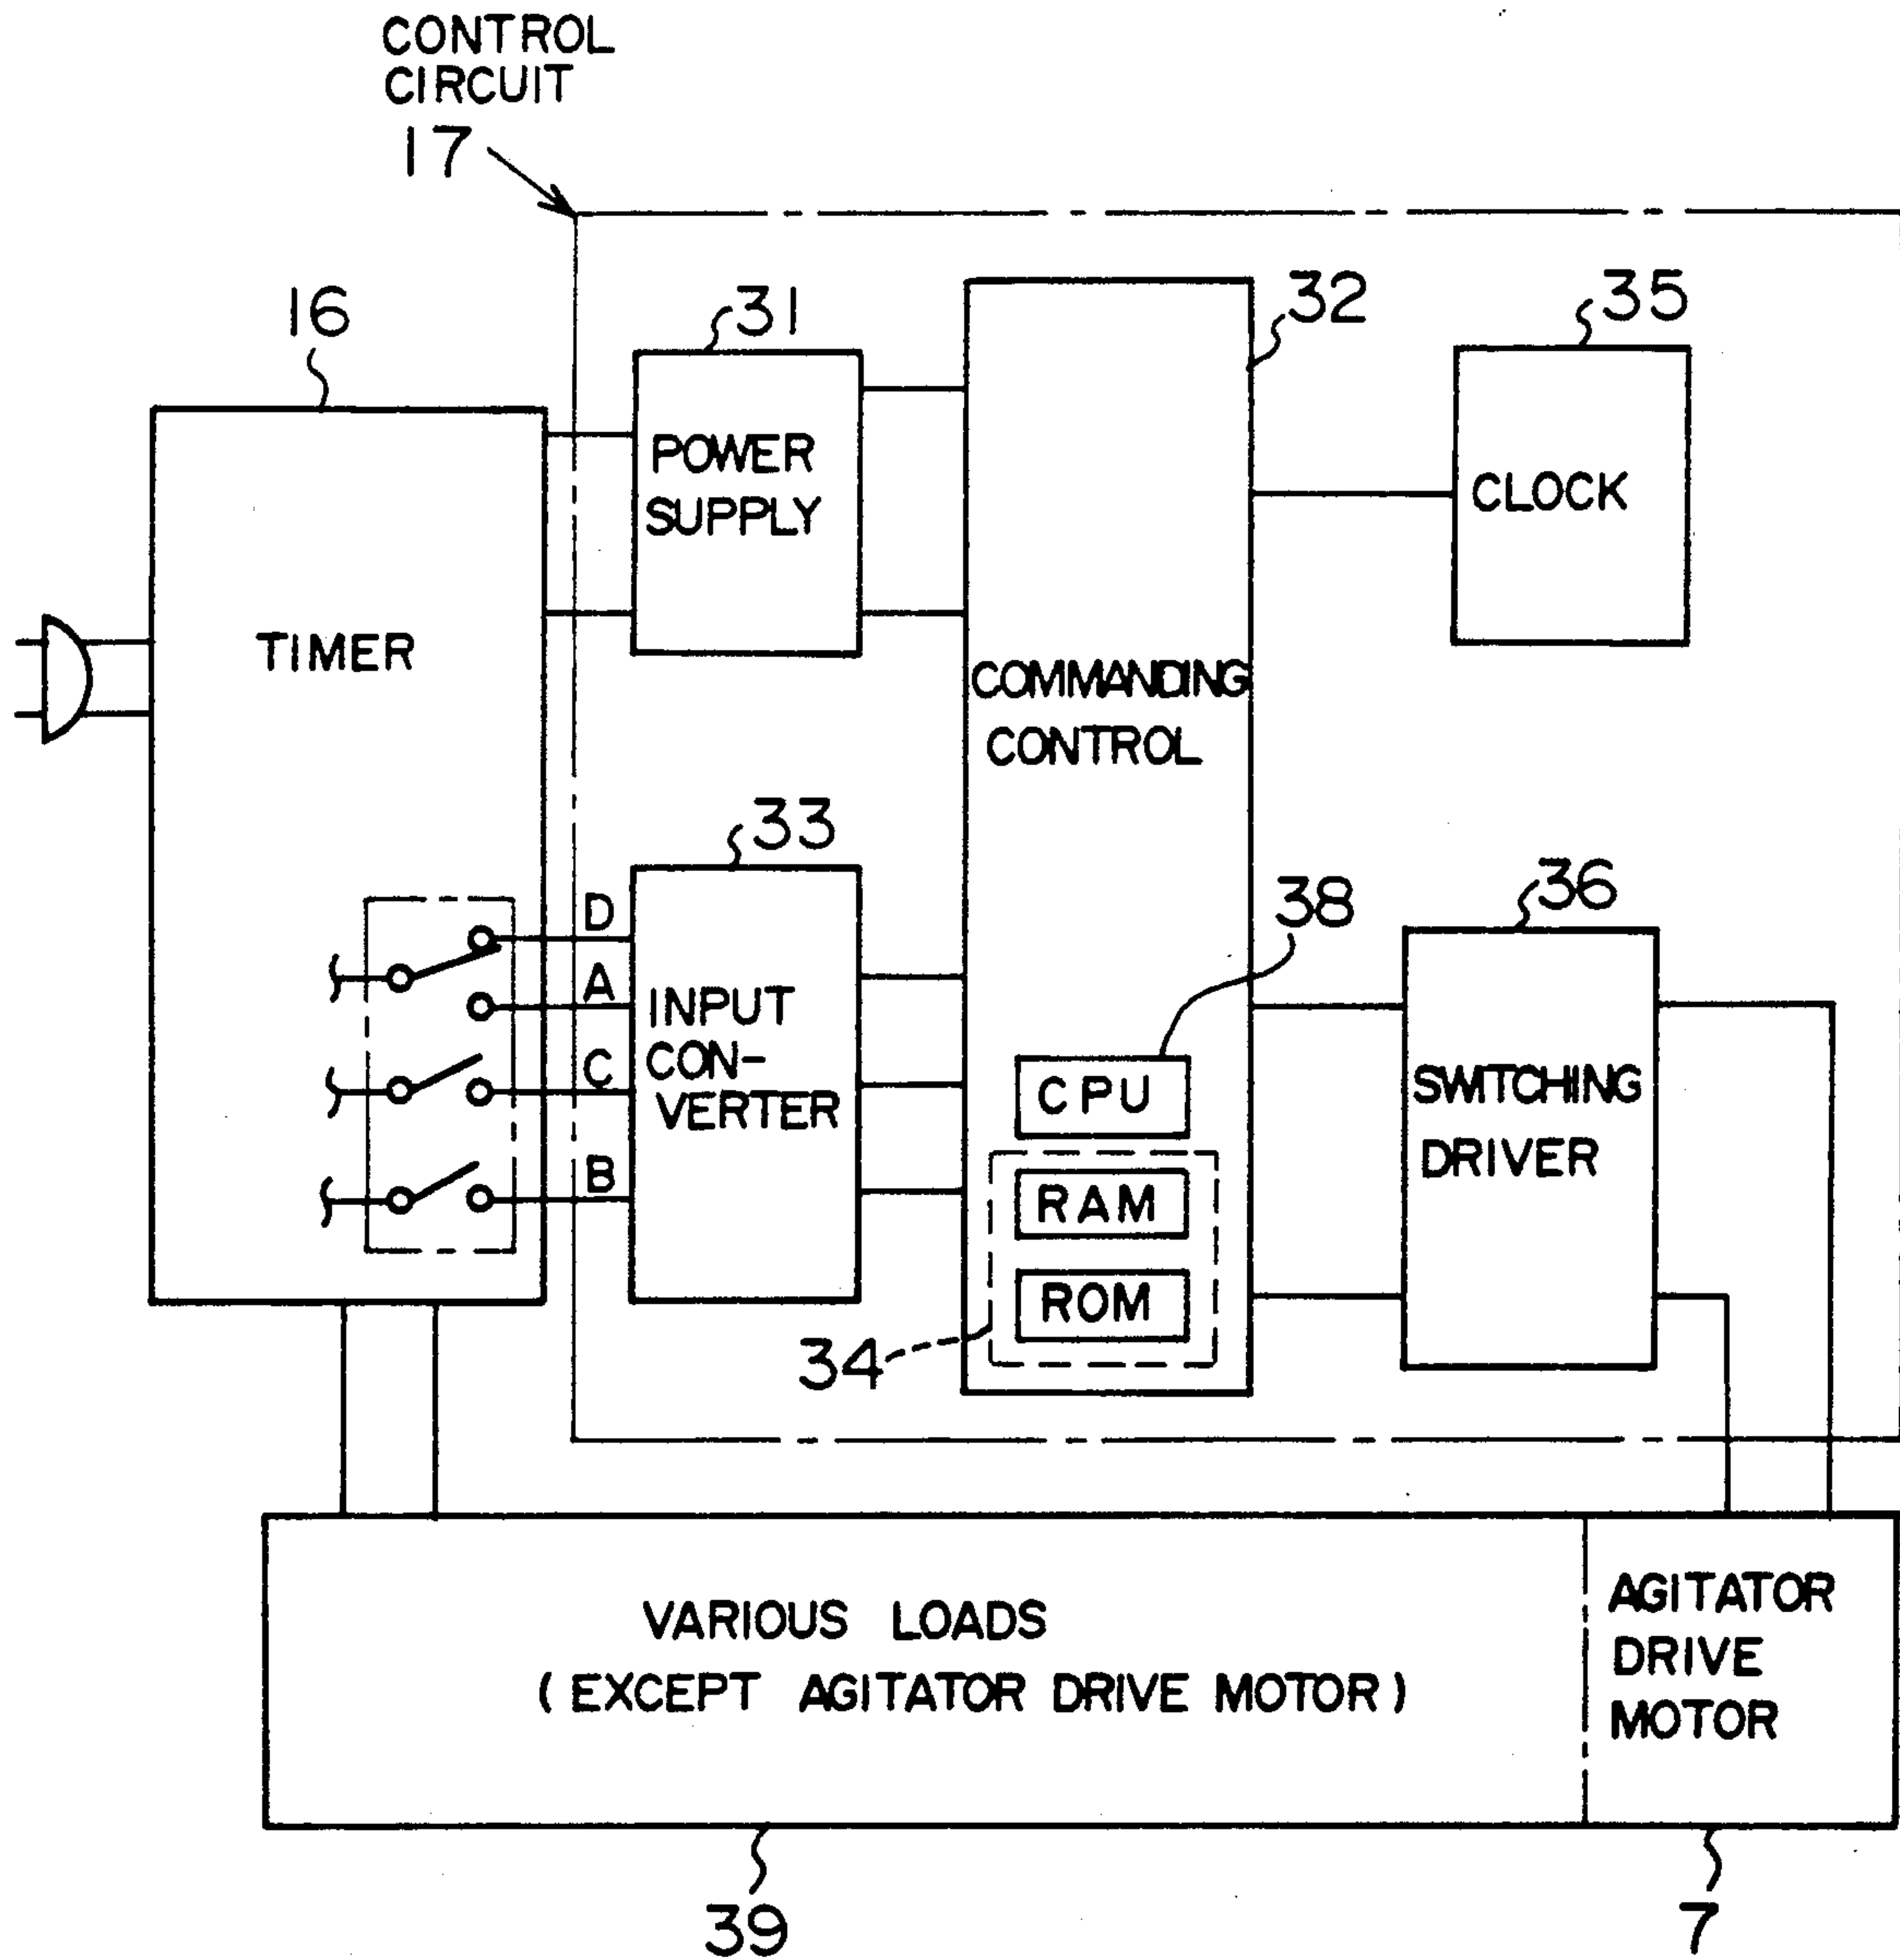 CONTROL
CIRCUIT
17
16
31
32
35
POWER
SUPPLY
CLOCK
TIMER
COMMANDING
CONTROL
33
38
36
D
A
C
B
INPUT
CON-
VERTER
CPU
RAM
ROM
34
SWITCHING
DRIVER
VARIOUS LOADS
(EXCEPT AGITATOR DRIVE MOTOR)
AGITATOR
DRIVE
MOTOR
39
7